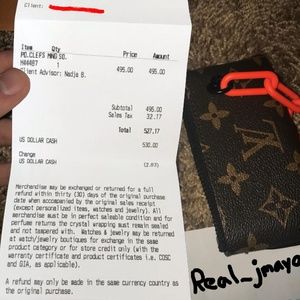 Client:
Item Qty Price Amount
PO.CLEFS MNG SO.
M44487 1 495.00 495.00
Client Advisor: Nadja B.
Subtotal 495.00
Sales Tax 32.17
Total 527.17
US DOLLAR CASH 530.00
Change
US DOLLAR CASH (2.83)
Merchandise may be exchanged or returned for a full
refund within thirty (30) days of the original purchase
date when accompanied by the original sales receipt
(except personalized items, watches and jewelry). All
merchandise must be in perfect saleable condition and for
perfume returns the crystal wrapping must remain sealed
and not tampered with. Watches & jewelry may be returned
at watch/jewelry boutiques for exchange in the same
product category or for store credit only (with the
warranty certificate and product certificates i.e. COSC
and GIA, as applicable).
A refund may only be made in the same currency country as
the original purchase.
LV
Real_jmayo